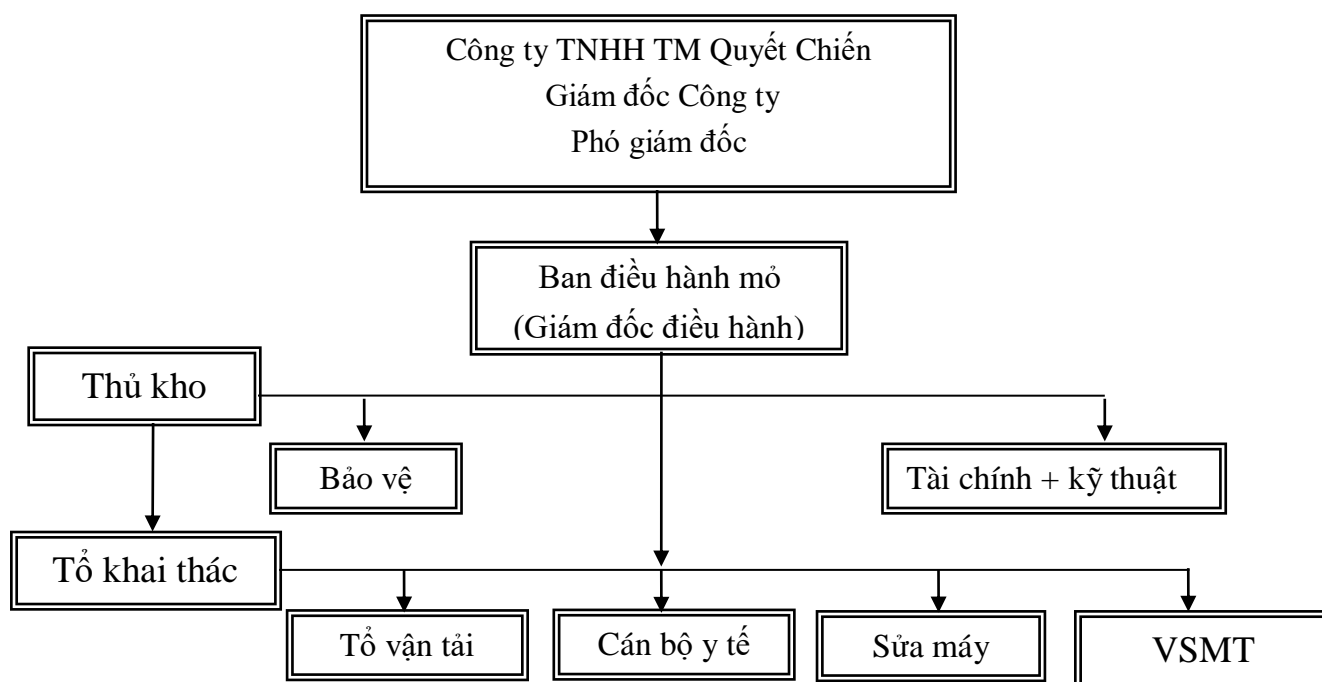 Công ty TNHH TM Quyết Chiến
Giám đốc Công ty
Phó giám đốc
Ban điều hành mỏ
(Giám đốc điều hành)
Thủ kho
Bảo vệ
Tài chính + kỹ thuật
Tổ khai thác
Tổ vận tải
Cán bộ y tế
Sửa máy
VSMT